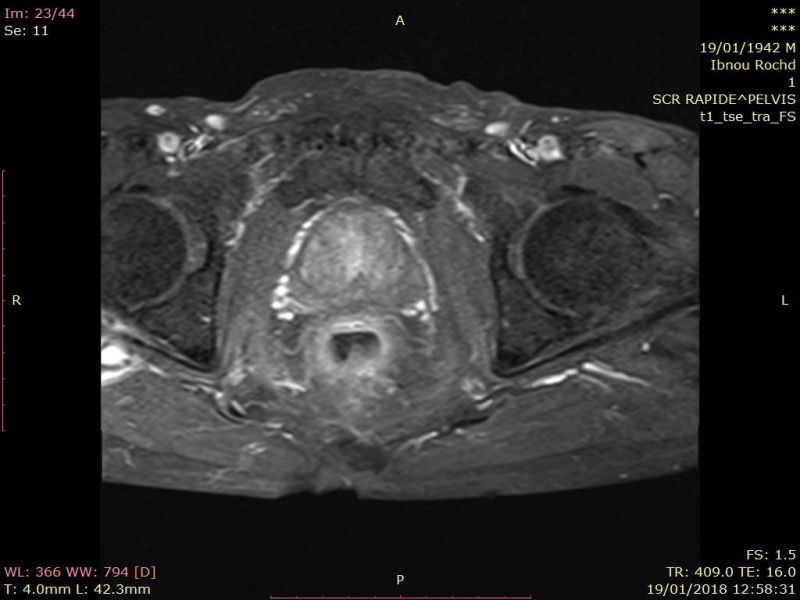 Im: 23/44
Se: 11
A
***
***
19/01/1942 M
Ibnou Rochd
1
SCR RAPIDE^PELVIS
t1_tse_tra_FS
R
L
WL: 366 WW: 794 [D]
T: 4.0mm L: 42.3mm
P
FS: 1.5
TR: 409.0 TE: 16.0
19/01/2018 12:58:31